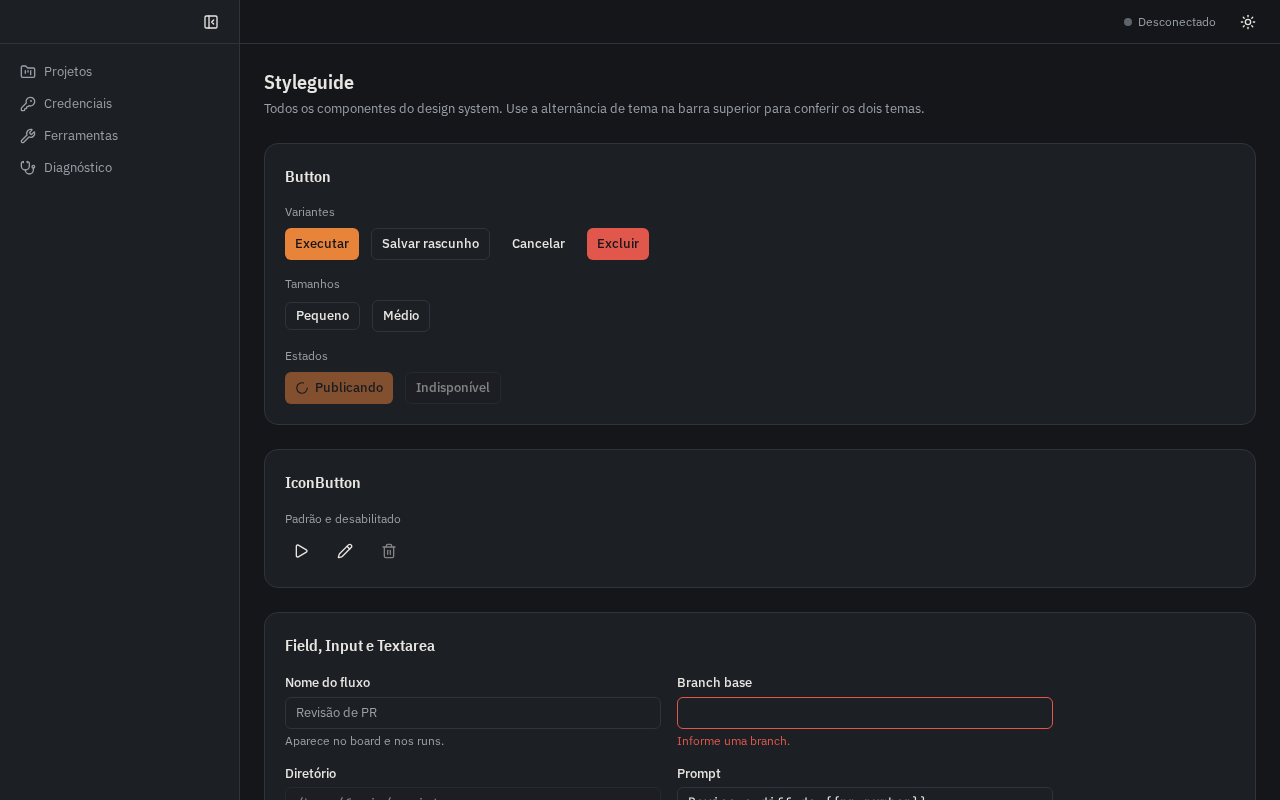 Desconectado
Projetos
Credenciais
Ferramentas
Diagnóstico
Styleguide
Todos os componentes do design system. Use a alternância de tema na barra superior para conferir os dois temas.
Button
Variantes
Executar Salvar rascunho Cancelar Excluir
Tamanhos
Pequeno Médio
Estados
Publicando Indisponível
IconButton
Padrão e desabilitado
Field, Input e Textarea
Nome do fluxo Branch base
Revisão de PR
Aparece no board e nos runs. Informe uma branch.
Diretório Prompt